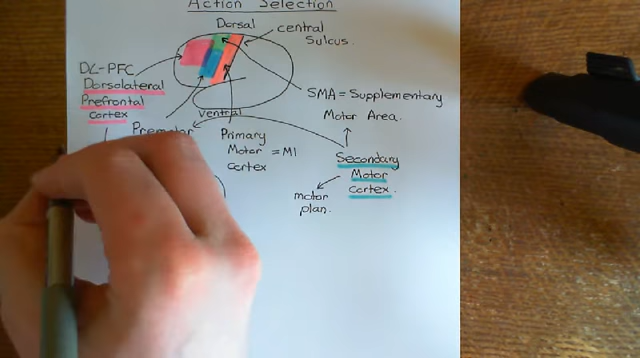 Action Selection
Dorsal
central
Sulcus.
DL-PFC
Dorsolateral
Prefrontal
cortex
SMA = Supplementary
Motor Area.
Ventral
Premotor
Primary
Motor = M1
cortex
Secondary
Motor
cortex.
motor
plan.